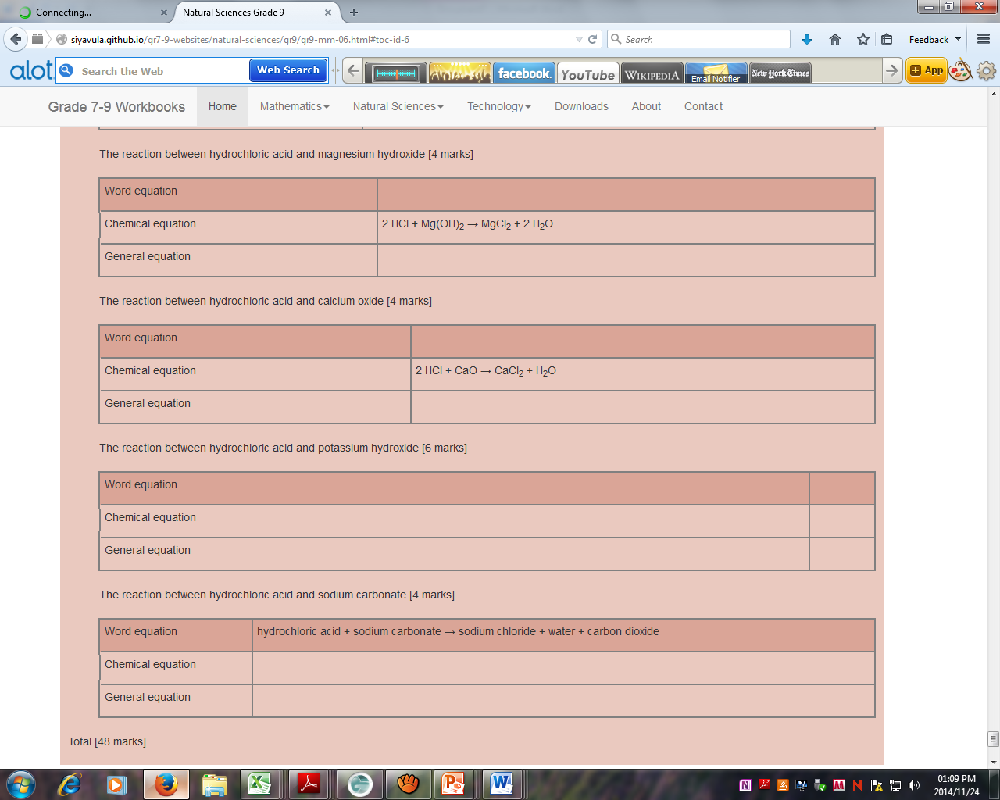 Connecting...
Natural Sciences Grade 9
siyavula.github.io/gr7-9-websites/natural-sciences/gr9/gr9-mm-06.html#toc-id-6
Search
Feedback
alot
Search the Web
Web Search
facebook.
YouTube
WIKIPEDIA
Email Notifier
New York Times
App
Grade 7-9 Workbooks
Home
Mathematics
Natural Sciences
Technology
Downloads
About
Contact
The reaction between hydrochloric acid and magnesium hydroxide [4 marks]
Word equation
Chemical equation
2 HCl + Mg(OH)₂ → MgCl₂ + 2 H₂O
General equation
The reaction between hydrochloric acid and calcium oxide [4 marks]
Word equation
Chemical equation
2 HCl + CaO → CaCl₂ + H₂O
General equation
The reaction between hydrochloric acid and potassium hydroxide [6 marks]
Word equation
Chemical equation
General equation
The reaction between hydrochloric acid and sodium carbonate [4 marks]
Word equation
hydrochloric acid + sodium carbonate → sodium chloride + water + carbon dioxide
Chemical equation
General equation
Total [48 marks]
01:09 PM
2014/11/24